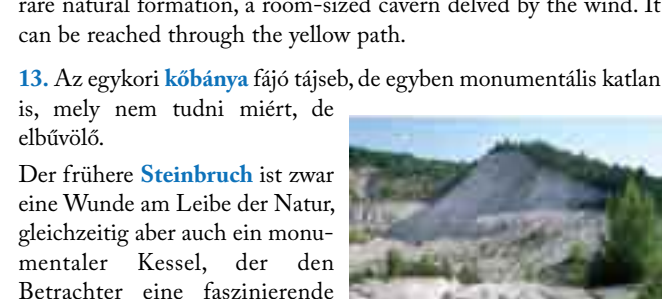 rare natural formation, a room-sized cavern delved by the wind. It
can be reached through the yellow path.
13. Az egykori kőbánya fájó tájseb, de egyben monumentális katlan
is, mely nem tudni miért, de
elbűvölő.
Der frühere Steinbruch ist zwar
eine Wunde am Leibe der Natur,
gleichzeitig aber auch ein monu-
mentaler Kessel, der den
Betrachter eine faszinierende